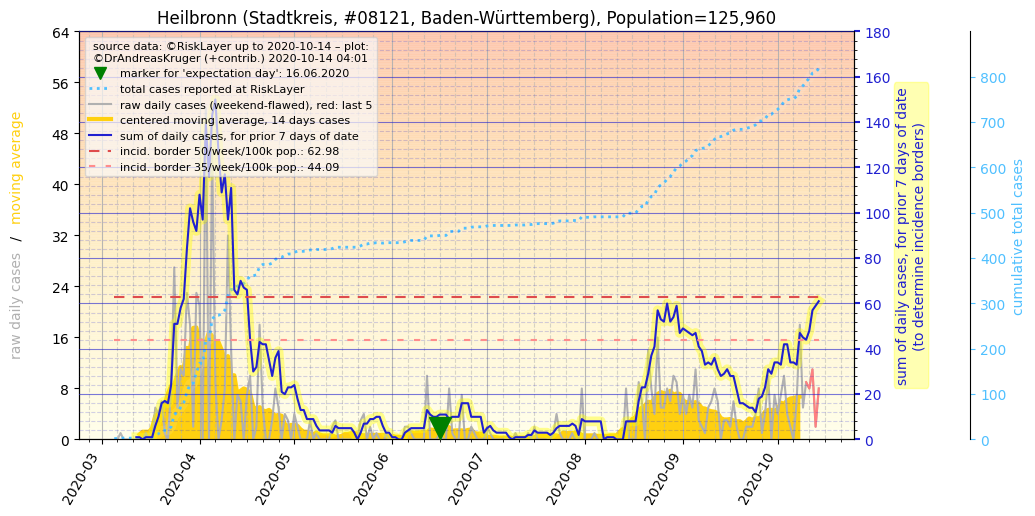 Heilbronn (Stadtkreis, #08121, Baden-Württemberg), Population=125,960
source data: ©RiskLayer up to 2020-10-14 – plot:
©DrAndreasKruger (+contrib.) 2020-10-14 04:01
marker for 'expectation day': 16.06.2020
total cases reported at RiskLayer
raw daily cases (weekend-flawed), red: last 5
centered moving average, 14 days cases
sum of daily cases, for prior 7 days of date
incid. border 50/week/100k pop.: 62.98
incid. border 35/week/100k pop.: 44.09
raw daily cases / moving average
64
56
48
40
32
24
16
8
0
180
160
140
120
100
80
60
40
20
0
sum of daily cases, for prior 7 days of date
(to determine incidence borders)
800
700
600
500
400
300
200
100
0
cumulative total cases
2020-03
2020-04
2020-05
2020-06
2020-07
2020-08
2020-09
2020-10